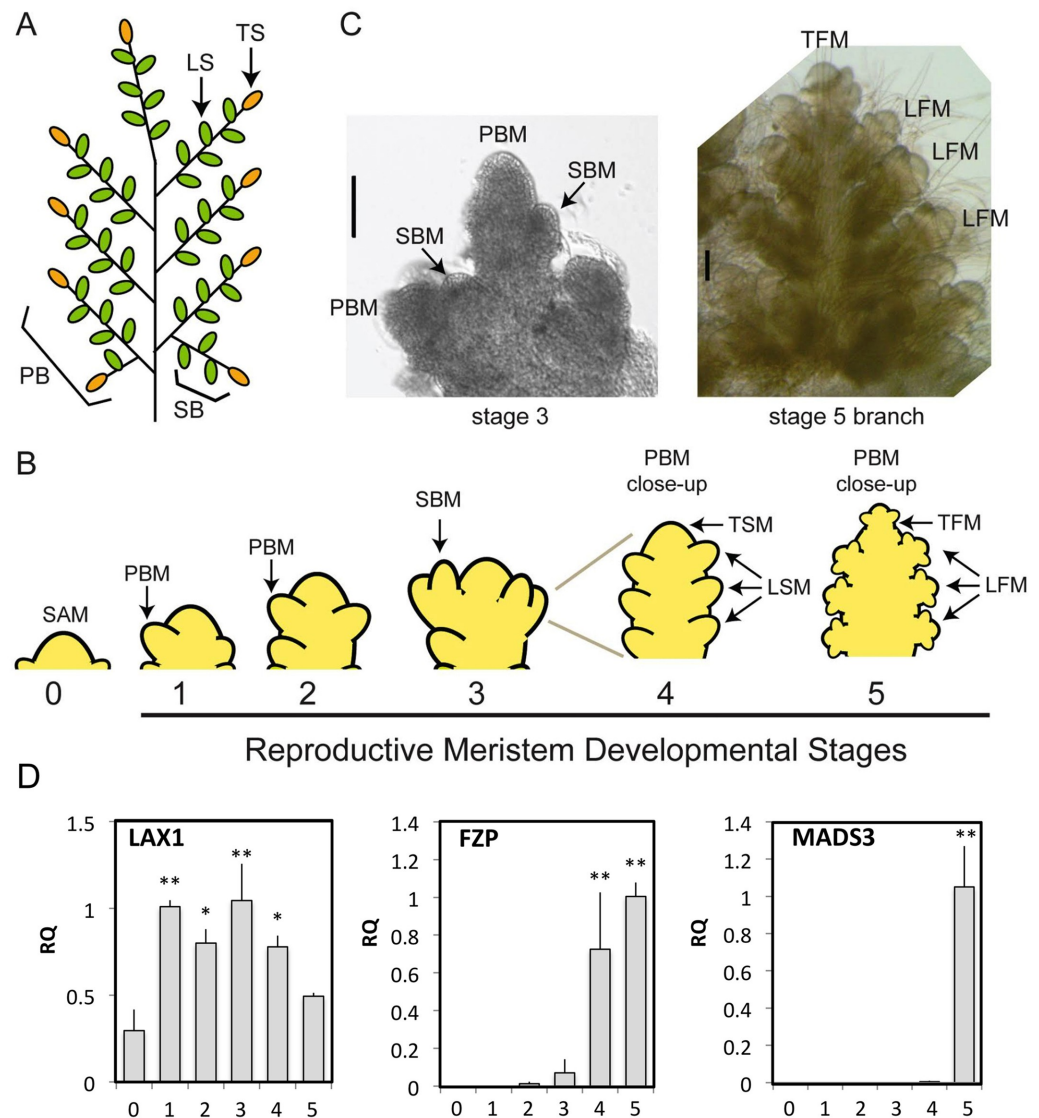 A
TS
LS
PB
SB
C
PBM
SBM
SBM
PBM
stage 3
TFM
LFM
LFM
LFM
stage 5 branch
B
SAM
PBM
PBM
SBM
PBM
close-up
TSM
LSM
PBM
close-up
TFM
LFM
0 1 2 3 4 5
Reproductive Meristem Developmental Stages
D
LAX1
RQ
1.5
1
0.5
0
** * ** *
0 1 2 3 4 5
FZP
RQ
1.4
1.2
1
0.8
0.6
0.4
0.2
0
** **
0 1 2 3 4 5
MADS3
RQ
1.4
1.2
1
0.8
0.6
0.4
0.2
0
**
0 1 2 3 4 5